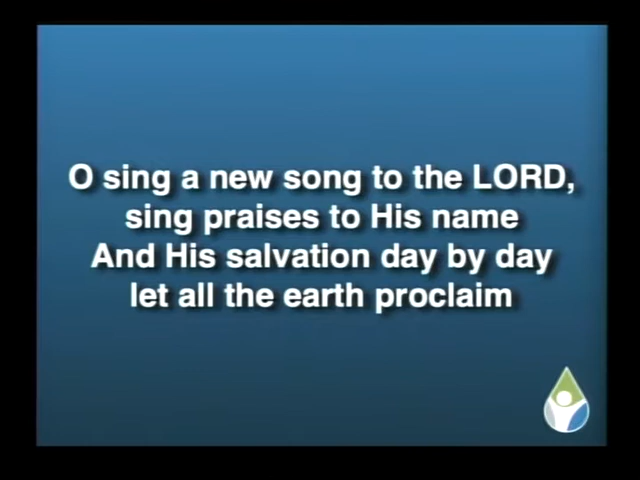 O sing a new song to the LORD,
sing praises to His name
And His salvation day by day
let all the earth proclaim